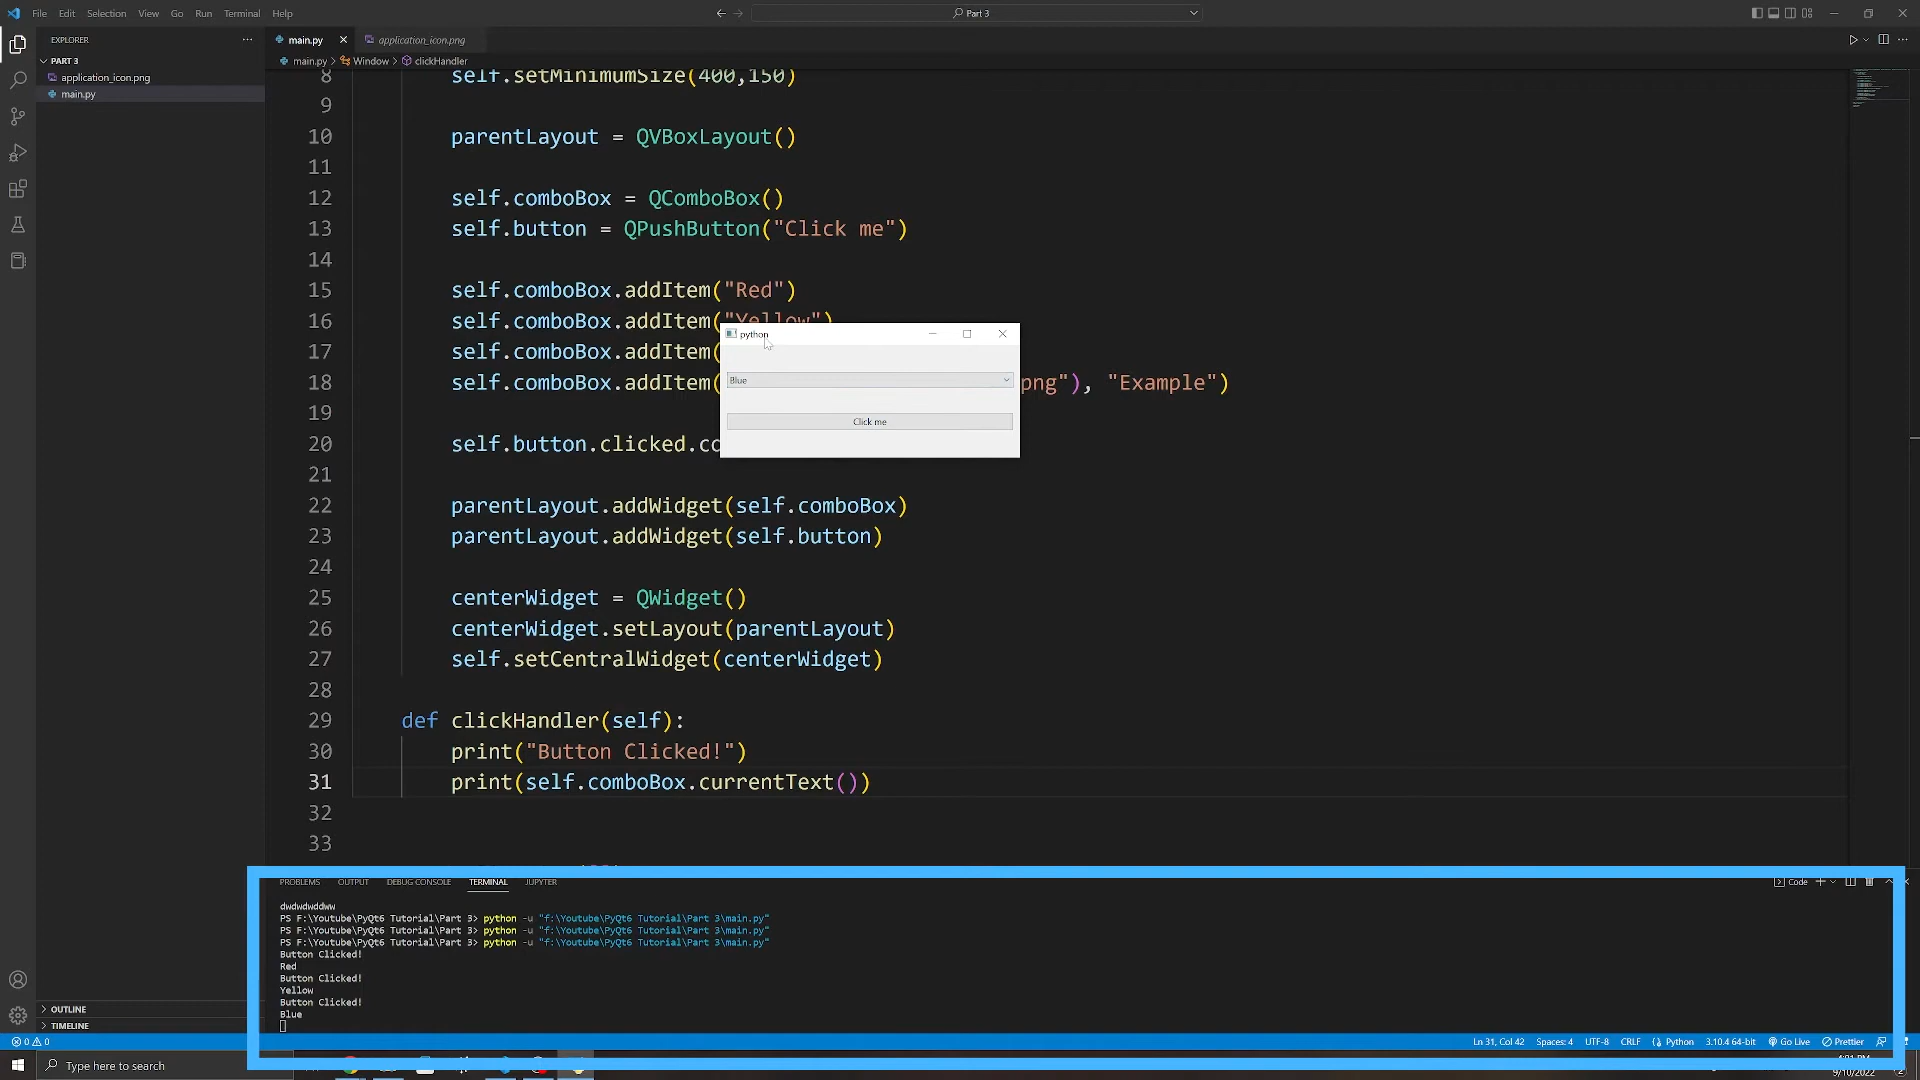 File Edit Selection View Go Run Terminal Help
Part 3
EXPLORER
PART 3
application_icon.png
main.py
main.py
application_icon.png
main.py > Window > clickHandler
8 self.setMinimumSize(400,150)
9
10 parentLayout = QVBoxLayout()
11
12 self.comboBox = QComboBox()
13 self.button = QPushButton("Click me")
14
15 self.comboBox.addItem("Red")
16 self.comboBox.addItem("Yellow")
17 self.comboBox.addItem(
18 self.comboBox.addItem( png"), "Example")
19
20 self.button.clicked.co
21
22 parentLayout.addWidget(self.comboBox)
23 parentLayout.addWidget(self.button)
24
25 centerWidget = QWidget()
26 centerWidget.setLayout(parentLayout)
27 self.setCentralWidget(centerWidget)
28
29 def clickHandler(self):
30 print("Button Clicked!")
31 print(self.comboBox.currentText())
32
33
python
Blue
Click me
PROBLEMS OUTPUT DEBUG CONSOLE TERMINAL JUPYTER
Code
dwdwdwddww
PS F:\Youtube\PyQt6 Tutorial\Part 3> python -u "f:\Youtube\PyQt6 Tutorial\Part 3\main.py"
PS F:\Youtube\PyQt6 Tutorial\Part 3> python -u "f:\Youtube\PyQt6 Tutorial\Part 3\main.py"
PS F:\Youtube\PyQt6 Tutorial\Part 3> python -u "f:\Youtube\PyQt6 Tutorial\Part 3\main.py"
Button Clicked!
Red
Button Clicked!
Yellow
Button Clicked!
Blue
OUTLINE
TIMELINE
0 0
Ln 31, Col 42 Spaces: 4 UTF-8 CRLF Python 3.10.4 64-bit Go Live Prettier
Type here to search
9/10/2022